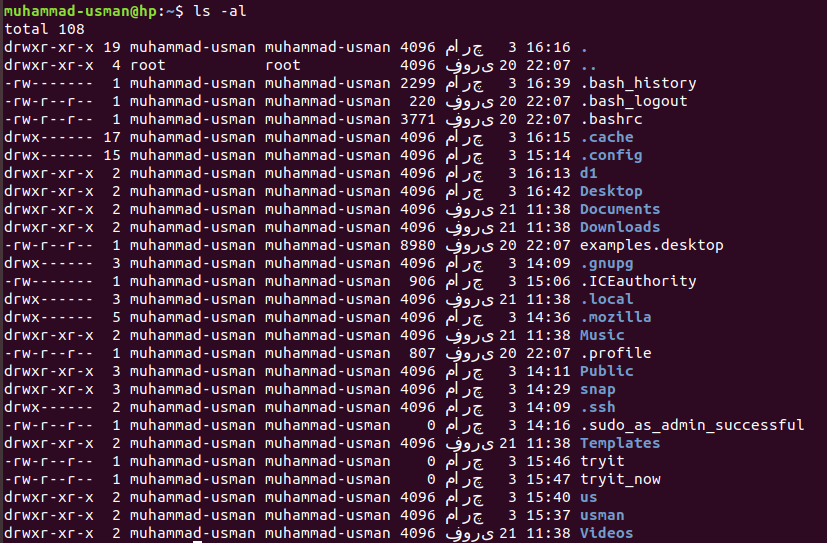 muhammad-usman@hp:~$ ls -al
total 108
drwxr-xr-x 19 muhammad-usman muhammad-usman 4096 مارچ 3 16:16 .
drwxr-xr-x 4 root root 4096 فروری 20 22:07 ..
-rw------- 1 muhammad-usman muhammad-usman 2299 مارچ 3 16:39 .bash_history
-rw-r--r-- 1 muhammad-usman muhammad-usman 220 فروری 20 22:07 .bash_logout
-rw-r--r-- 1 muhammad-usman muhammad-usman 3771 فروری 20 22:07 .bashrc
drwx------ 17 muhammad-usman muhammad-usman 4096 مارچ 3 16:15 .cache
drwx------ 15 muhammad-usman muhammad-usman 4096 مارچ 3 15:14 .config
drwxr-xr-x 2 muhammad-usman muhammad-usman 4096 مارچ 3 16:13 d1
drwxr-xr-x 2 muhammad-usman muhammad-usman 4096 مارچ 3 16:42 Desktop
drwxr-xr-x 2 muhammad-usman muhammad-usman 4096 فروری 21 11:38 Documents
drwxr-xr-x 2 muhammad-usman muhammad-usman 4096 فروری 21 11:38 Downloads
-rw-r--r-- 1 muhammad-usman muhammad-usman 8980 فروری 20 22:07 examples.desktop
drwx------ 3 muhammad-usman muhammad-usman 4096 مارچ 3 14:09 .gnupg
-rw------- 1 muhammad-usman muhammad-usman 906 مارچ 3 15:06 .ICEauthority
drwx------ 3 muhammad-usman muhammad-usman 4096 فروری 21 11:38 .local
drwx------ 5 muhammad-usman muhammad-usman 4096 مارچ 3 14:36 .mozilla
drwxr-xr-x 2 muhammad-usman muhammad-usman 4096 فروری 21 11:38 Music
-rw-r--r-- 1 muhammad-usman muhammad-usman 807 فروری 20 22:07 .profile
drwxr-xr-x 3 muhammad-usman muhammad-usman 4096 مارچ 3 14:11 Public
drwxr-xr-x 3 muhammad-usman muhammad-usman 4096 مارچ 3 14:29 snap
drwx------ 2 muhammad-usman muhammad-usman 4096 مارچ 3 14:09 .ssh
-rw-r--r-- 1 muhammad-usman muhammad-usman 0 مارچ 3 14:16 .sudo_as_admin_successful
drwxr-xr-x 2 muhammad-usman muhammad-usman 4096 فروری 21 11:38 Templates
-rw-r--r-- 1 muhammad-usman muhammad-usman 0 مارچ 3 15:46 tryit
-rw-r--r-- 1 muhammad-usman muhammad-usman 0 مارچ 3 15:47 tryit_now
drwxr-xr-x 2 muhammad-usman muhammad-usman 4096 مارچ 3 15:40 us
drwxr-xr-x 2 muhammad-usman muhammad-usman 4096 مارچ 3 15:37 usman
drwxr-xr-x 2 muhammad-usman muhammad-usman 4096 فروری 21 11:38 Videos